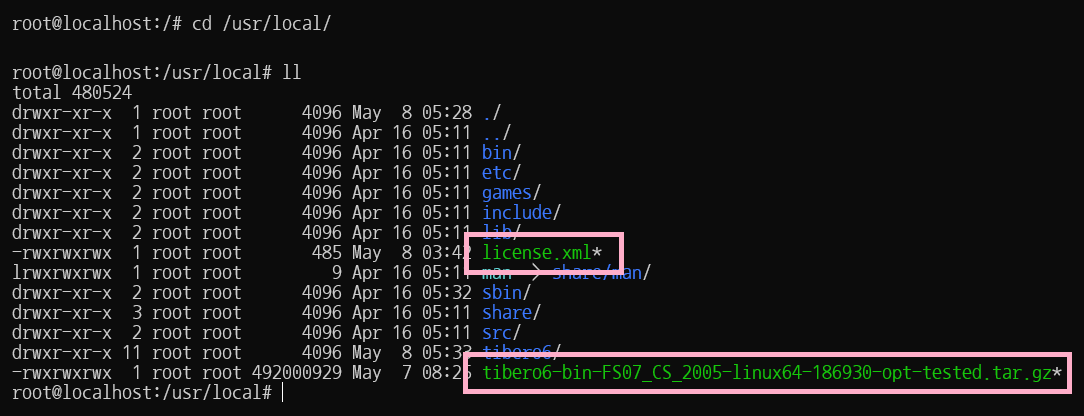 root@localhost:/# cd /usr/local/
root@localhost:/usr/local# ll
total 480524
drwxr-xr-x  1 root root      4096 May  8 05:28 ./
drwxr-xr-x  1 root root      4096 Apr 16 05:11 ../
drwxr-xr-x  2 root root      4096 Apr 16 05:11 bin/
drwxr-xr-x  2 root root      4096 Apr 16 05:11 etc/
drwxr-xr-x  2 root root      4096 Apr 16 05:11 games/
drwxr-xr-x  2 root root      4096 Apr 16 05:11 include/
drwxr-xr-x  2 root root      4096 Apr 16 05:11 lib/
-rwxrwxrwx  1 root root       485 May  8 03:42 license.xml*
lrwxrwxrwx  1 root root         9 Apr 16 05:11 man -> share/man/
drwxr-xr-x  2 root root      4096 Apr 16 05:32 sbin/
drwxr-xr-x  3 root root      4096 Apr 16 05:11 share/
drwxr-xr-x  2 root root      4096 Apr 16 05:11 src/
drwxr-xr-x 11 root root      4096 May  8 05:33 tibero6/
-rwxrwxrwx  1 root root 492000929 May  7 08:25 tibero6-bin-FS07_CS_2005-linux64-186930-opt-tested.tar.gz*
root@localhost:/usr/local#